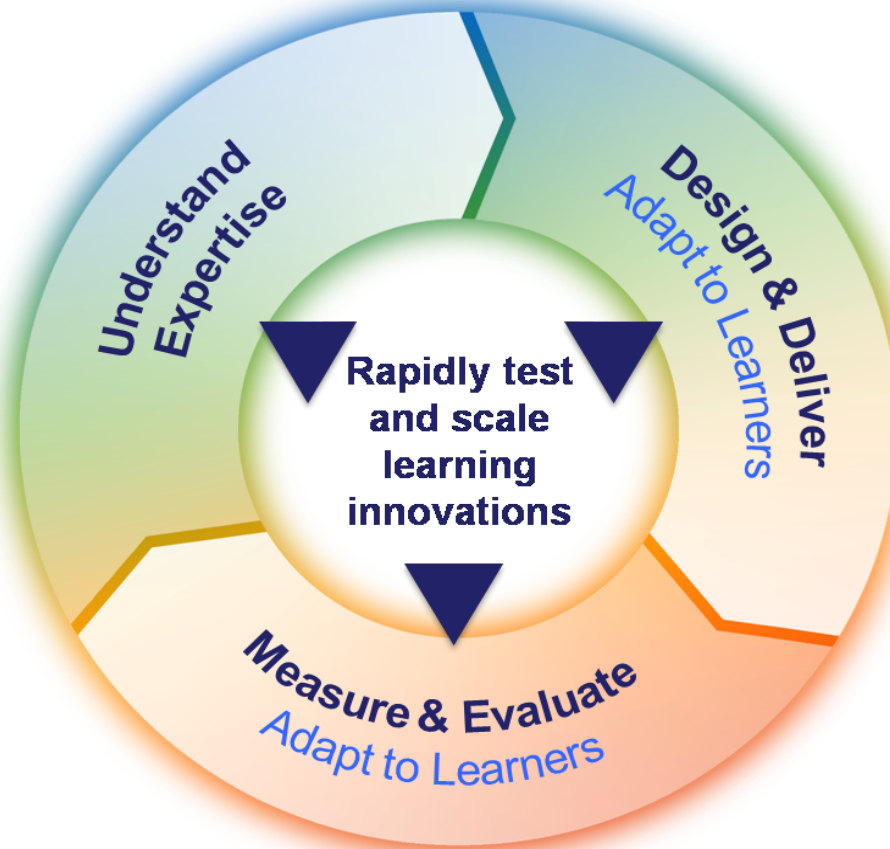 Understand
Expertise
Design & Deliver
Adapt to Learners
Rapidly test
and scale
learning
innovations
Measure & Evaluate
Adapt to Learners